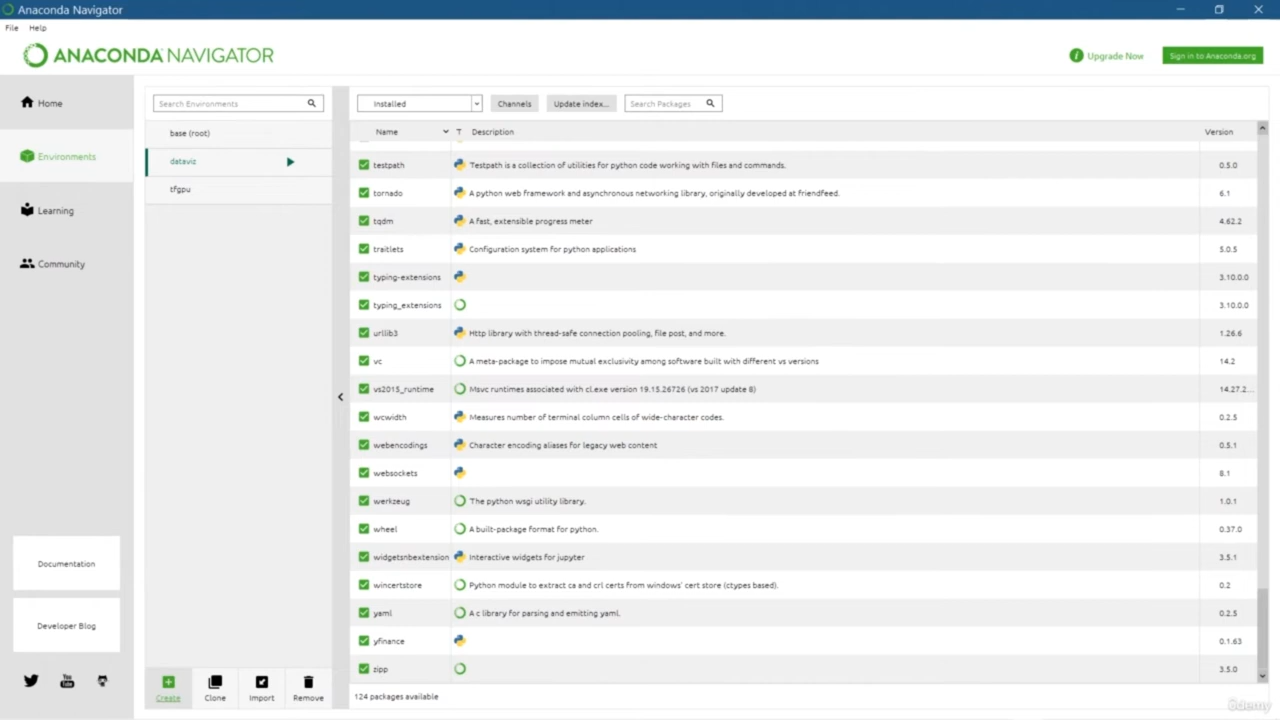 Anaconda Navigator
File Help
ANACONDA NAVIGATOR
Upgrade Now
Sign in to Anaconda.org
Home
Environments
Learning
Community
Documentation
Developer Blog
Search Environments
base (root)
dataviz
tfgpu
Create Clone Import Remove
Installed Channels Update index... Search Packages
Name T Description Version
testpath Testpath is a collection of utilities for python code working with files and commands. 0.5.0
tornado A python web framework and asynchronous networking library, originally developed at friendfeed. 6.1
tqdm A fast, extensible progress meter 4.62.2
traitlets Configuration system for python applications 5.0.5
typing-extensions 3.10.0.0
typing_extensions 3.10.0.0
urllib3 Http library with thread-safe connection pooling, file post, and more. 1.26.6
vc A meta-package to impose mutual exclusivity among software built with different vs versions 14.2
vs2015_runtime Msvc runtimes associated with cl.exe version 19.15.26726 (vs 2017 update 8) 14.27.2...
wcwidth Measures number of terminal column cells of wide-character codes. 0.2.5
webencodings Character encoding aliases for legacy web content 0.5.1
websockets 8.1
werkzeug The python wsgi utility library. 1.0.1
wheel A built-package format for python. 0.37.0
widgetsnbextension Interactive widgets for jupyter 3.5.1
wincertstore Python module to extract ca and crl certs from windows' cert store (ctypes based). 0.2
yaml A c library for parsing and emitting yaml. 0.2.5
yfinance 0.1.63
zipp 3.5.0
124 packages available
ûdemy